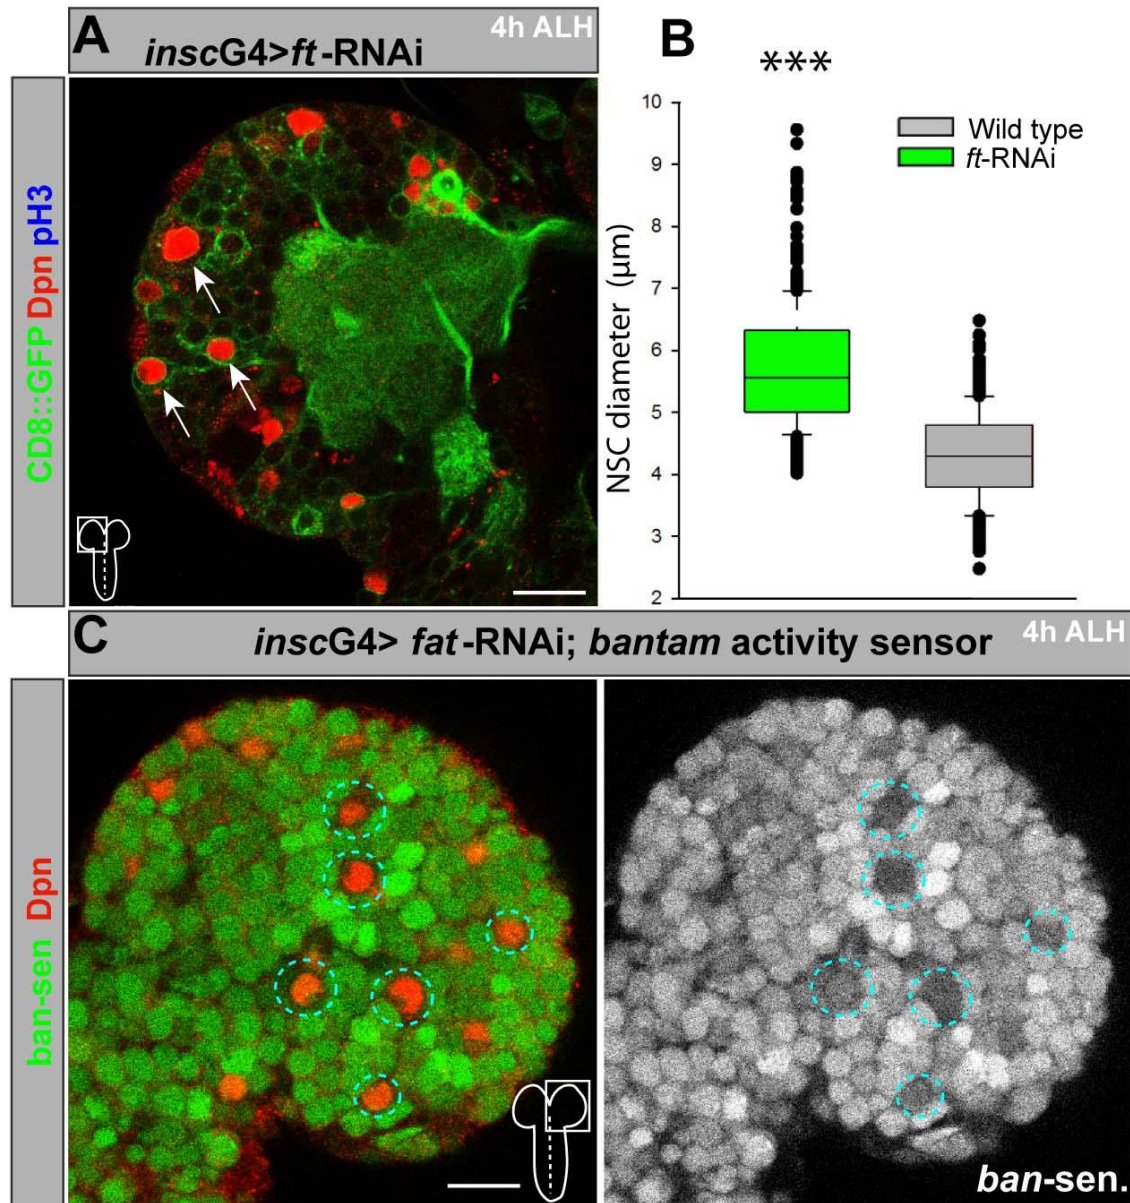 A
4h ALH
inscG4>ft-RNAi
CD8::GFP Dpn pH3
B
***
Wild type
ft-RNAi
NSC diameter (µm)
10
9
8
7
6
5
4
3
2
C
inscG4> fat-RNAi; bantam activity sensor
4h ALH
ban-sen Dpn
ban-sen.